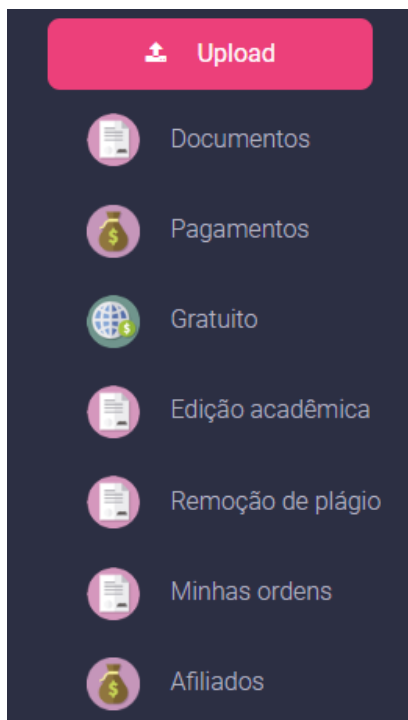 Upload
Documentos
Pagamentos
Gratuito
Edição acadêmica
Remoção de plágio
Minhas ordens
Afiliados